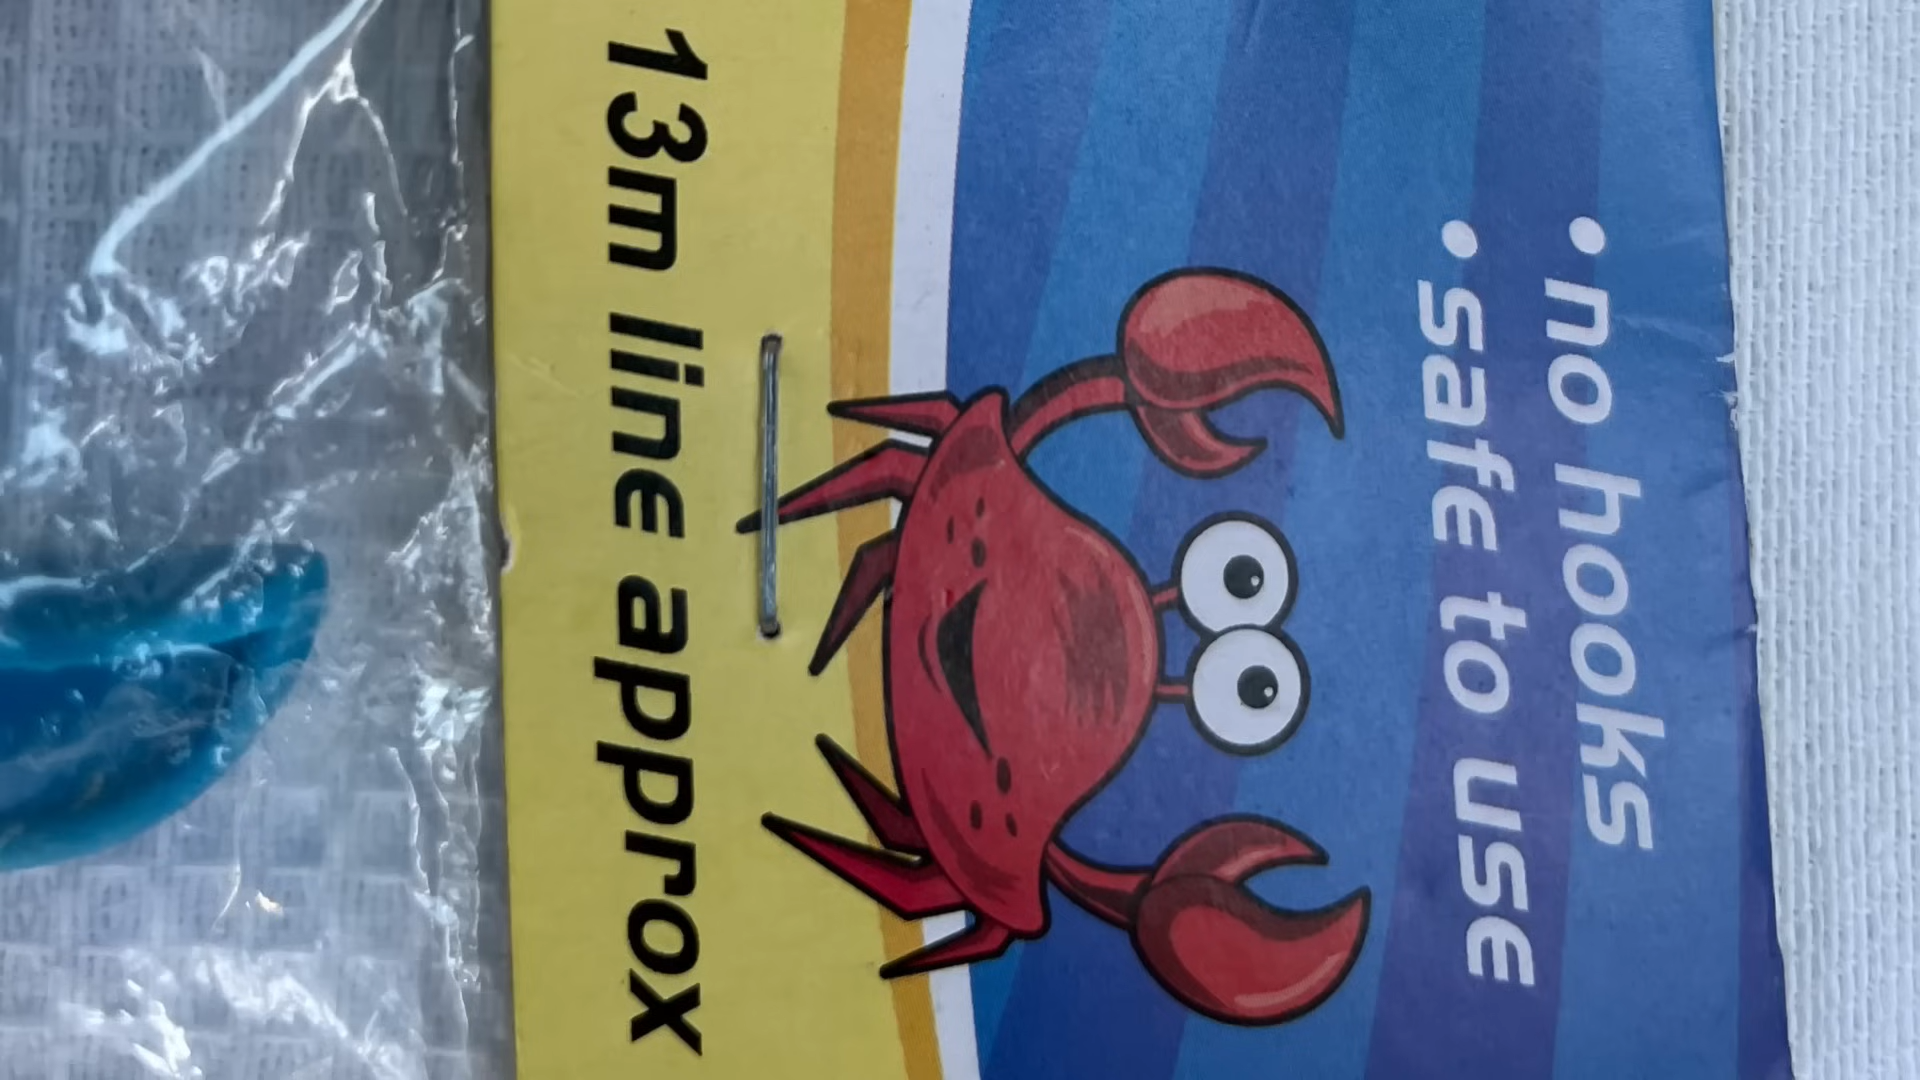 • no hooks
• safe to use
13m line approx